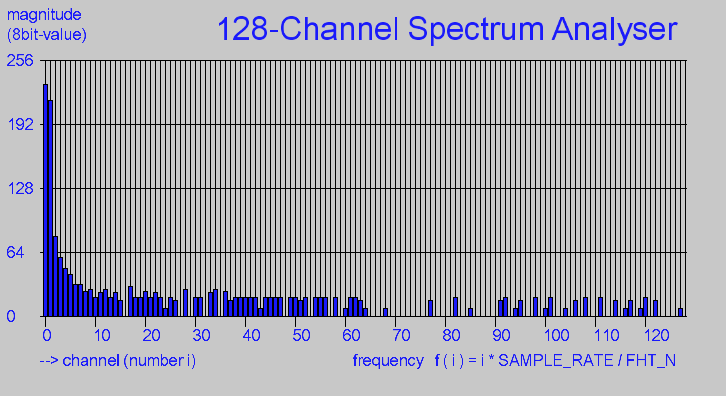 magnitude
(8bit-value)
128-Channel Spectrum Analyser
256
192
128
64
0
0 10 20 30 40 50 60 70 80 90 100 110 120
--> channel (number i)
frequency f ( i ) = i * SAMPLE_RATE / FHT_N